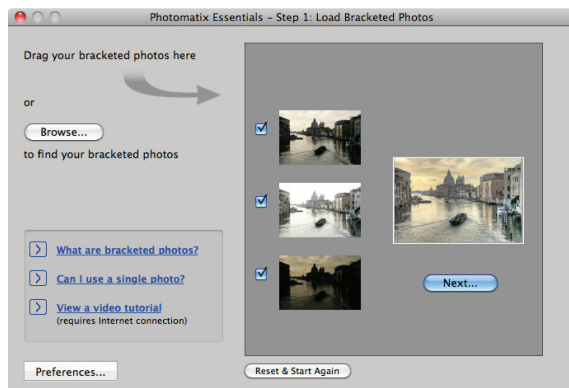 Photomatix Essentials – Step 1: Load Bracketed Photos
Drag your bracketed photos here
or
Browse...
to find your bracketed photos
What are bracketed photos?
Can I use a single photo?
View a video tutorial
(requires Internet connection)
Preferences...
Next...
Reset & Start Again